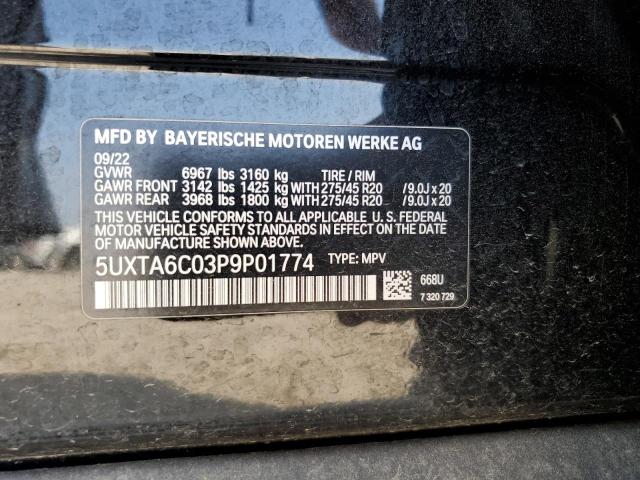 MFD BY BAYERISCHE MOTOREN WERKE AG
09/22
GVWR 6967 lbs 3160 kg TIRE / RIM
GAWR FRONT 3142 lbs 1425 kg WITH 275/45 R20 / 9.0J x 20
GAWR REAR 3968 lbs 1800 kg WITH 275/45 R20 / 9.0J x 20
THIS VEHICLE CONFORMS TO ALL APPLICABLE U. S. FEDERAL
MOTOR VEHICLE SAFETY STANDARDS IN EFFECT ON THE DATE
OF MANUFACTURE SHOWN ABOVE.
5UXTA6C03P9P01774 TYPE: MPV
668U
7 320 729